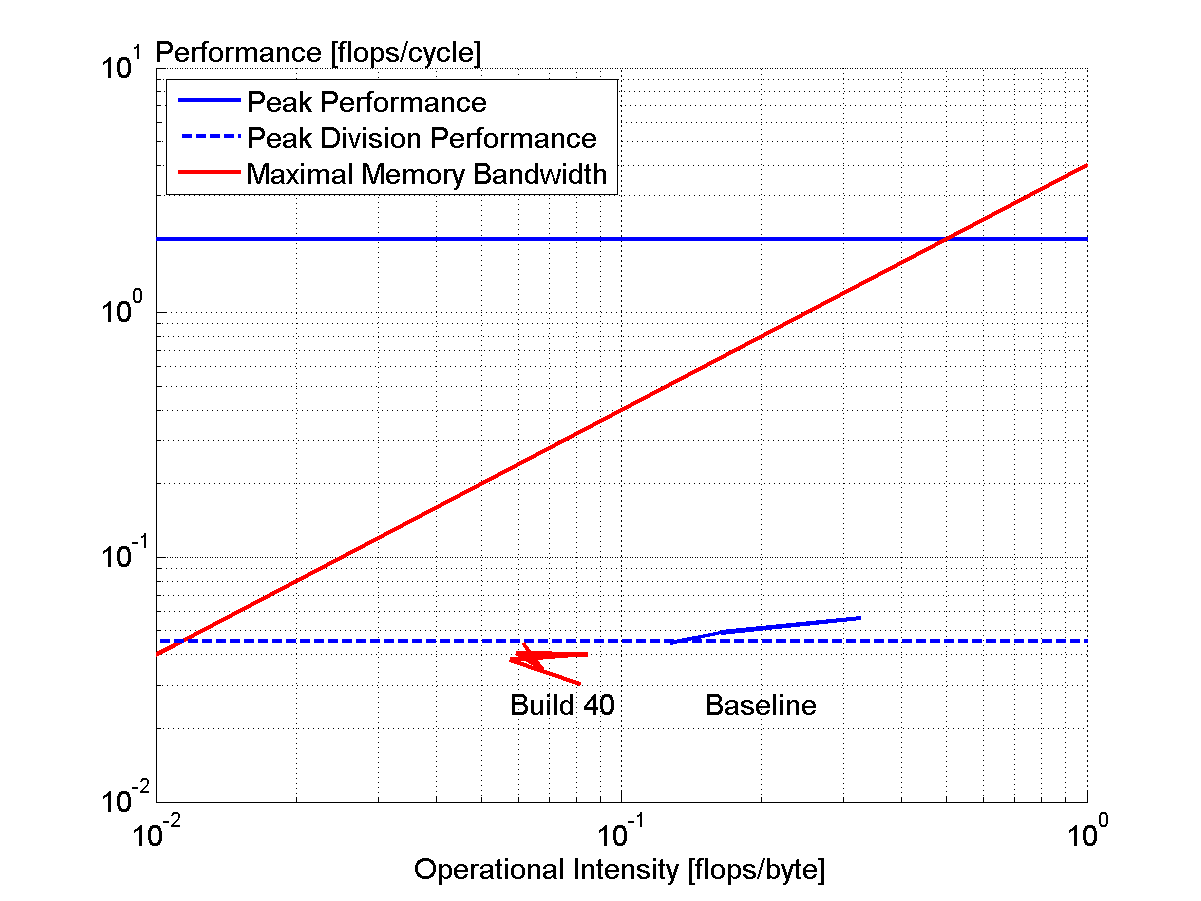 Performance [flops/cycle]
10^1
Peak Performance
Peak Division Performance
Maximal Memory Bandwidth
10^0
10^-1
Build 40 Baseline
10^-2
10^-2 10^-1 10^0
Operational Intensity [flops/byte]